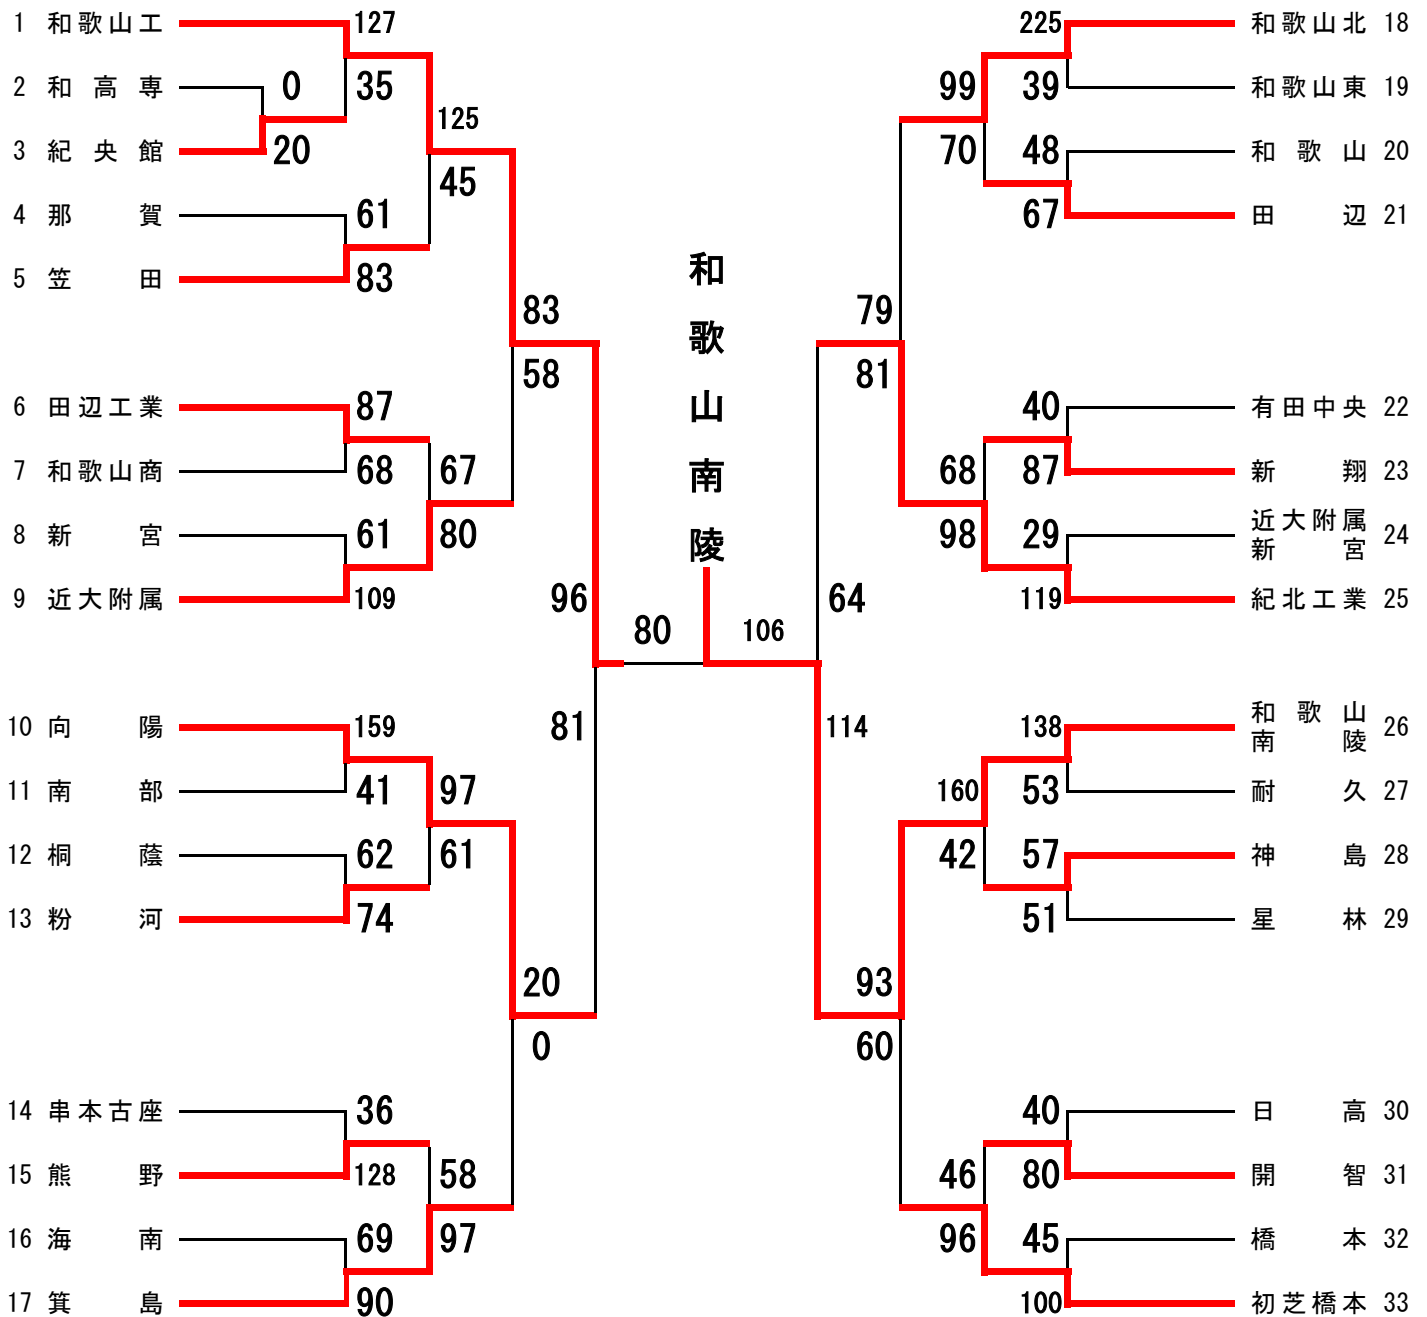 1 和歌山工 127
2 和高専 0 35
125
3 紀央館 20
45
4 那賀 61
5 笠田 83
83
58
6 田辺工業 87
7 和歌山商 68 67
8 新宮 61 80
9 近大附属 109
96
80
81
10 向陽 159
11 南部 41 97
12 桐蔭 62 61
13 粉河 74
20
0
14 串本古座 36
15 熊野 128 58
16 海南 69 97
17 箕島 90
和歌山南陵
106
225 和歌山北 18
99 39 和歌山東 19
70 48 和歌山 20
67 田辺 21
79
81
40 有田中央 22
68 87 新翔 23
98 29 近大附属新宮 24
119 紀北工業 25
64
114
138 和歌山南陵 26
160 53 耐久 27
42 57 神島 28
51 星林 29
93
60
40 日高 30
46 80 開智 31
96 45 橋本 32
100 初芝橋本 33